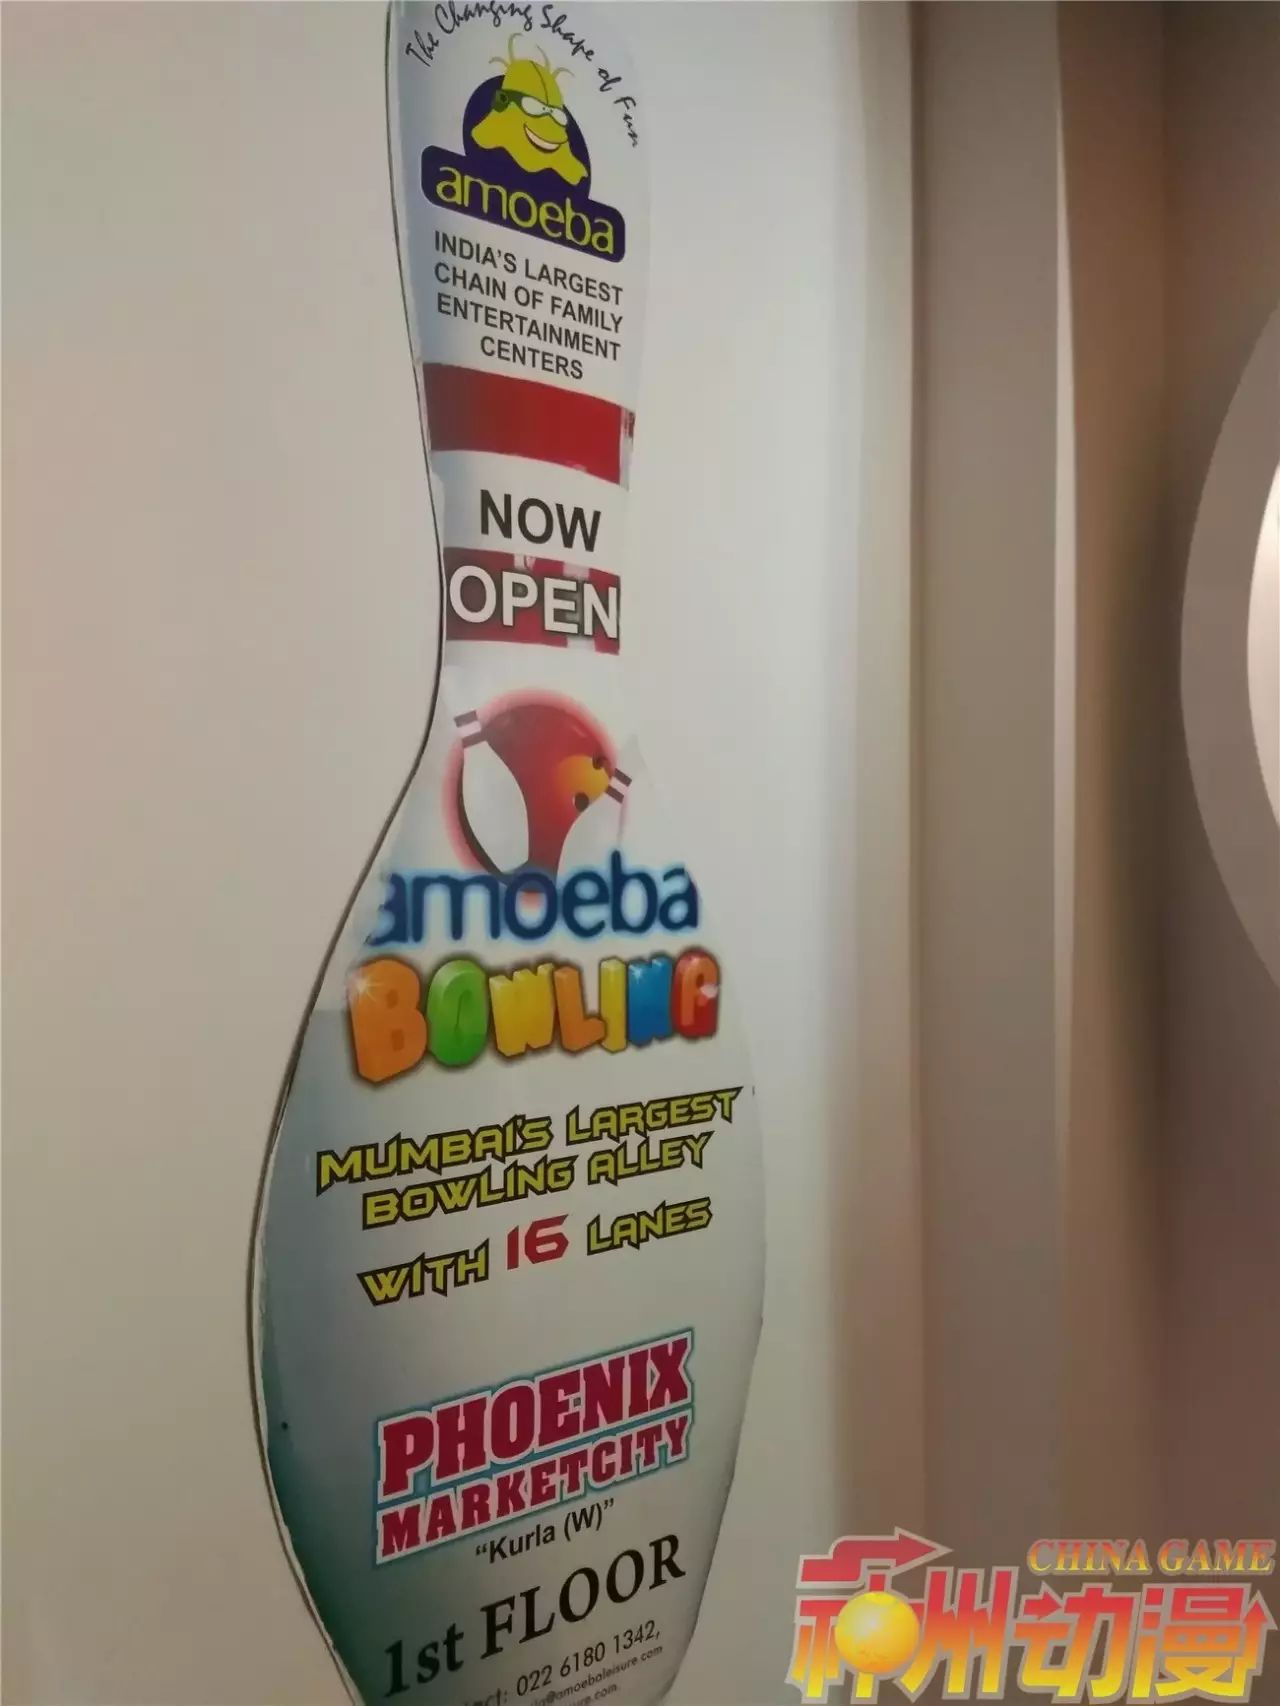 The Changing Shape of Fun
amoeba
INDIA'S LARGEST
CHAIN OF FAMILY
ENTERTAINMENT
CENTERS
NOW
OPEN
amoeba
BOWLING
MUMBAI'S LARGEST
BOWLING ALLEY
WITH 16 LANES
PHOENIX
MARKETCITY
"Kurla (W)"
1st FLOOR
022 6180 1342,
@amoebaleisure.com
CHINA GAME
神州动漫